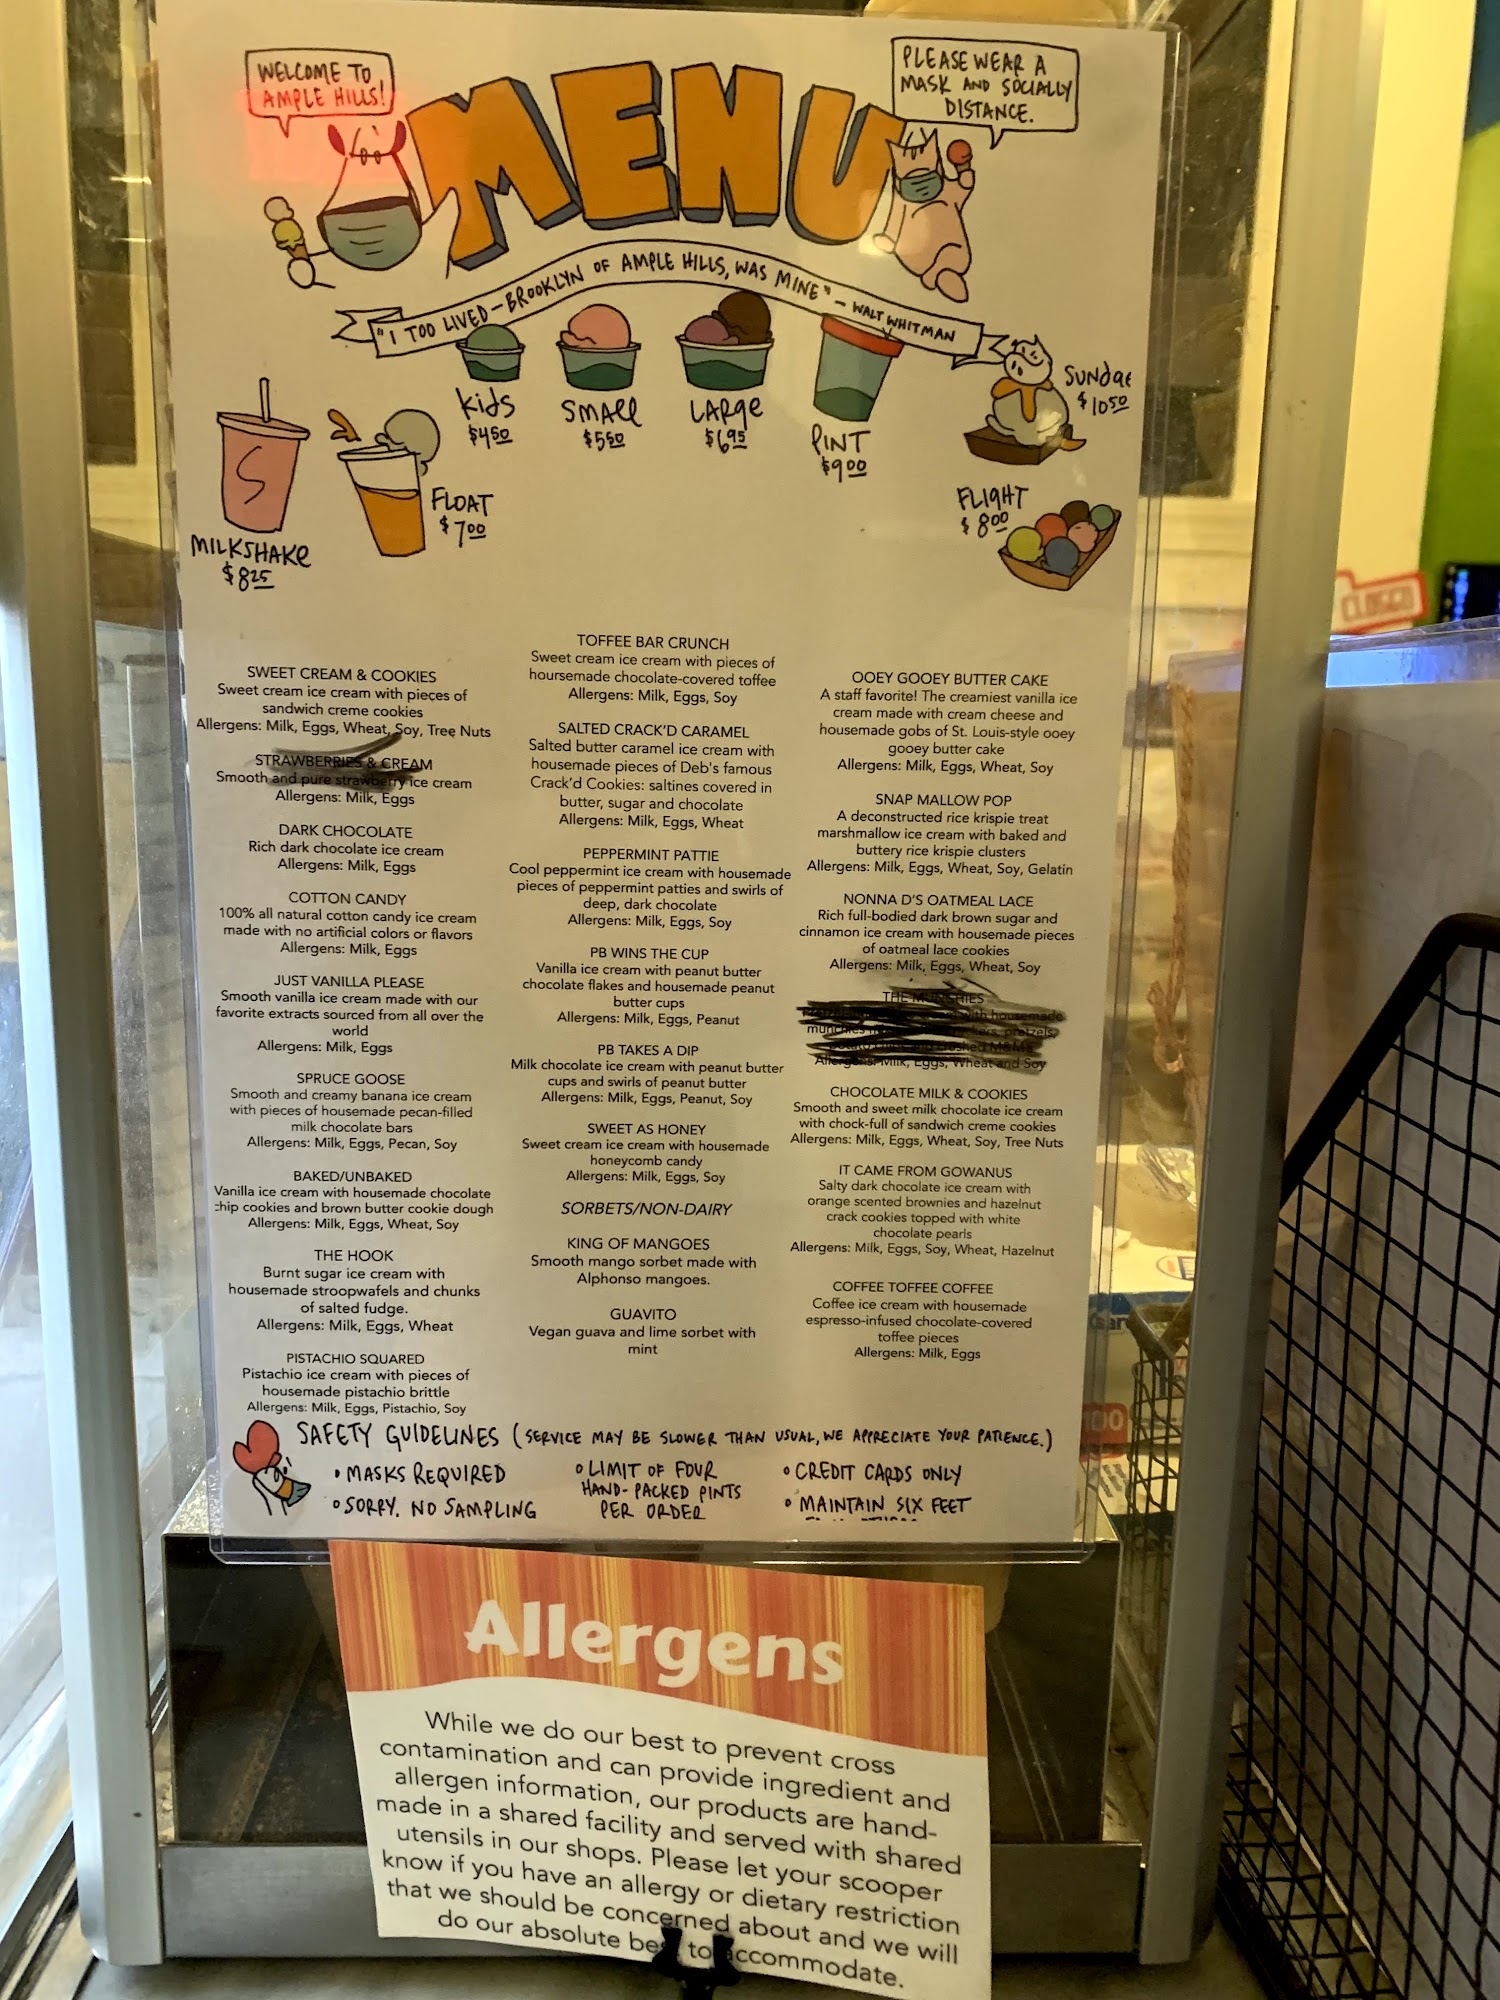 WELCOME TO
AMPLE HILLS!
MENU
PLEASE WEAR A
MASK AND SOCIALLY
DISTANCE.
"I TOO LIVED—BROOKLYN OF AMPLE HILLS, WAS MINE" — WALT WHITMAN
KidS
$4.50
SMAll
$5.50
LARge
$6.95
PINT
$9.00
SUNdae
$10.50
MILKSHAKe
$8.25
FLOAT
$7.00
FLIGHT
$8.00
SWEET CREAM & COOKIES
Sweet cream ice cream with pieces of
sandwich creme cookies
Allergens: Milk, Eggs, Wheat, Soy, Tree Nuts
STRAWBERRIES & CREAM
Smooth and pure strawberry ice cream
Allergens: Milk, Eggs
DARK CHOCOLATE
Rich dark chocolate ice cream
Allergens: Milk, Eggs
COTTON CANDY
100% all natural cotton candy ice cream
made with no artificial colors or flavors
Allergens: Milk, Eggs
JUST VANILLA PLEASE
Smooth vanilla ice cream made with our
favorite extracts sourced from all over the
world
Allergens: Milk, Eggs
SPRUCE GOOSE
Smooth and creamy banana ice cream
with pieces of housemade pecan-filled
milk chocolate bars
Allergens: Milk, Eggs, Pecan, Soy
BAKED/UNBAKED
Vanilla ice cream with housemade chocolate
chip cookies and brown butter cookie dough
Allergens: Milk, Eggs, Wheat, Soy
THE HOOK
Burnt sugar ice cream with
housemade stroopwafels and chunks
of salted fudge.
Allergens: Milk, Eggs, Wheat
PISTACHIO SQUARED
Pistachio ice cream with pieces of
housemade pistachio brittle
Allergens: Milk, Eggs, Pistachio, Soy
TOFFEE BAR CRUNCH
Sweet cream ice cream with pieces of
hoursemade chocolate-covered toffee
Allergens: Milk, Eggs, Soy
SALTED CRACK'D CARAMEL
Salted butter caramel ice cream with
housemade pieces of Deb's famous
Crack'd Cookies: saltines covered in
butter, sugar and chocolate
Allergens: Milk, Eggs, Wheat
PEPPERMINT PATTIE
Cool peppermint ice cream with housemade
pieces of peppermint patties and swirls of
deep, dark chocolate
Allergens: Milk, Eggs, Soy
PB WINS THE CUP
Vanilla ice cream with peanut butter
chocolate flakes and housemade peanut
butter cups
Allergens: Milk, Eggs, Peanut
PB TAKES A DIP
Milk chocolate ice cream with peanut butter
cups and swirls of peanut butter
Allergens: Milk, Eggs, Peanut, Soy
SWEET AS HONEY
Sweet cream ice cream with housemade
honeycomb candy
Allergens: Milk, Eggs, Soy
SORBETS/NON-DAIRY
KING OF MANGOES
Smooth mango sorbet made with
Alphonso mangoes.
GUAVITO
Vegan guava and lime sorbet with
mint
OOEY GOOEY BUTTER CAKE
A staff favorite! The creamiest vanilla ice
cream made with cream cheese and
housemade gobs of St. Louis-style ooey
gooey butter cake
Allergens: Milk, Eggs, Wheat, Soy
SNAP MALLOW POP
A deconstructed rice krispie treat
marshmallow ice cream with baked and
buttery rice krispie clusters
Allergens: Milk, Eggs, Wheat, Soy, Gelatin
NONNA D'S OATMEAL LACE
Rich full-bodied dark brown sugar and
cinnamon ice cream with housemade pieces
of oatmeal lace cookies
Allergens: Milk, Eggs, Wheat, Soy
THE MUNCHIES
with housemade
munchies pretzels,
Allergens: Milk, Eggs, Wheat and Soy
CHOCOLATE MILK & COOKIES
Smooth and sweet milk chocolate ice cream
with chock-full of sandwich creme cookies
Allergens: Milk, Eggs, Wheat, Soy, Tree Nuts
IT CAME FROM GOWANUS
Salty dark chocolate ice cream with
orange scented brownies and hazelnut
crack cookies topped with white
chocolate pearls
Allergens: Milk, Eggs, Soy, Wheat, Hazelnut
COFFEE TOFFEE COFFEE
Coffee ice cream with housemade
espresso-infused chocolate-covered
toffee pieces
Allergens: Milk, Eggs
SAFETY GUIDELINES (SERVICE MAY BE SLOWER THAN USUAL, WE APPRECIATE YOUR PATIENCE.)
• MASKS REQUIRED
• SORRY. NO SAMPLING
• LIMIT OF FOUR
HAND-PACKED PINTS
PER ORDER
• CREDIT CARDS ONLY
• MAINTAIN SIX FEET
Allergens
While we do our best to prevent cross
contamination and can provide ingredient and
allergen information, our products are hand-
made in a shared facility and served with shared
utensils in our shops. Please let your scooper
know if you have an allergy or dietary restriction
that we should be concerned about and we will
do our absolute best to accommodate.
CLOSED